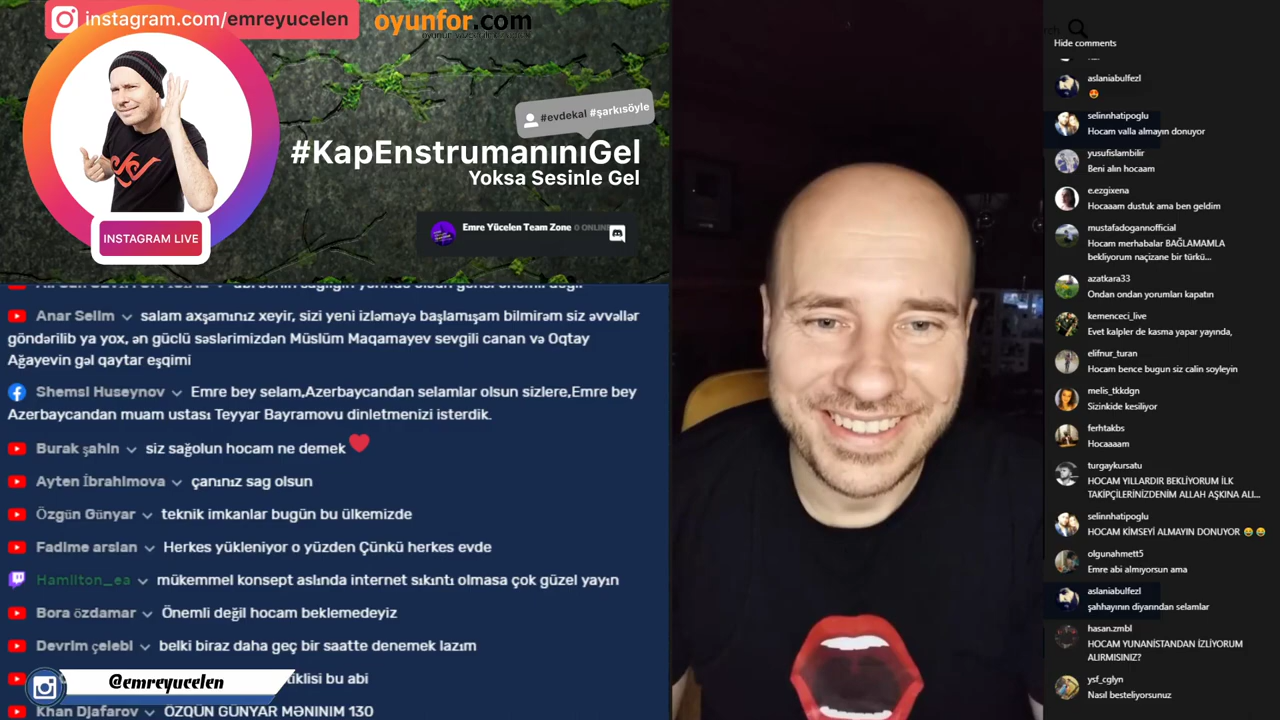 instagram.com/emreyucelen
oyunfor.com
#evdekal #şarkısöyle
#KapEnstrumanınıGel
Yoksa Sesinle Gel
INSTAGRAM LIVE
Emre Yücelen Team Zone 0 ONLINE
Anar Selim salam axşamınız xeyir, sizi yeni izləməyə başlamışam bilmirəm siz əvvəllər
göndərilib ya yox, ən güclü səslərimizdən Müslüm Maqamayev sevgili canan və Oqtay
Ağayevin gəl qaytar eşqimi
Shemsi Huseynov Emre bey selam,Azerbaycandan selamlar olsun sizlere,Emre bey
Azerbaycandan muam ustası Teyyar Bayramovu dinletmenizi isterdik.
Burak şahin siz sağolun hocam ne demek ❤️
Ayten İbrahimova çanınız sag olsun
Özgün Günyar teknik imkanlar bugün bu ülkemizde
Fadime arslan Herkes yükleniyor o yüzden Çünkü herkes evde
Hamilton_ea mükemmel konsept aslında internet sıkıntı olmasa çok güzel yayın
Bora özdamar Önemli değil hocam beklemedeyiz
Devrim çelebi belki biraz daha geç bir saatte denemek lazım
bu abi
@emreyucelen
Khan Djafarov ÖZQÜN GÜNYAR MƏNINIM 130
Hide comments
aslaniabulfezl
😍
selinnhatipoglu
Hocam valla almayın donuyor
yusufislambilir
Beni alın hocaam
e.ezgixena
Hocaaam dustuk ama ben geldim
mustafadogannofficial
Hocam merhabalar BAĞLAMAMLA
bekliyorum naçizane bir türkü...
azatkara33
Ondan ondan yorumları kapatın
kemenceci_live
Evet kalpler de kasma yapar yayında,
elifnur_turan
Hocam bence bugun siz calin soyleyin
melis_tkkdgn
Sizinkide kesiliyor
ferhtakbs
Hocaaaam
turgaykursatu
HOCAM YILLARDIR BEKLİYORUM İLK
TAKİPÇİLERİNİZDENİM ALLAH AŞKINA ALI...
selinnhatipoglu
HOCAM KİMSEYİ ALMAYIN DONUYOR 😅😅
olgunahmett5
Emre abi almıyorsun ama
aslaniabulfezl
şahhayının diyarından selamlar
hasan.zmbl
HOCAM YUNANİSTANDAN İZLİYORUM
ALIRMISINIZ?
ysf_cglyn
Nasıl besteliyorsunuz